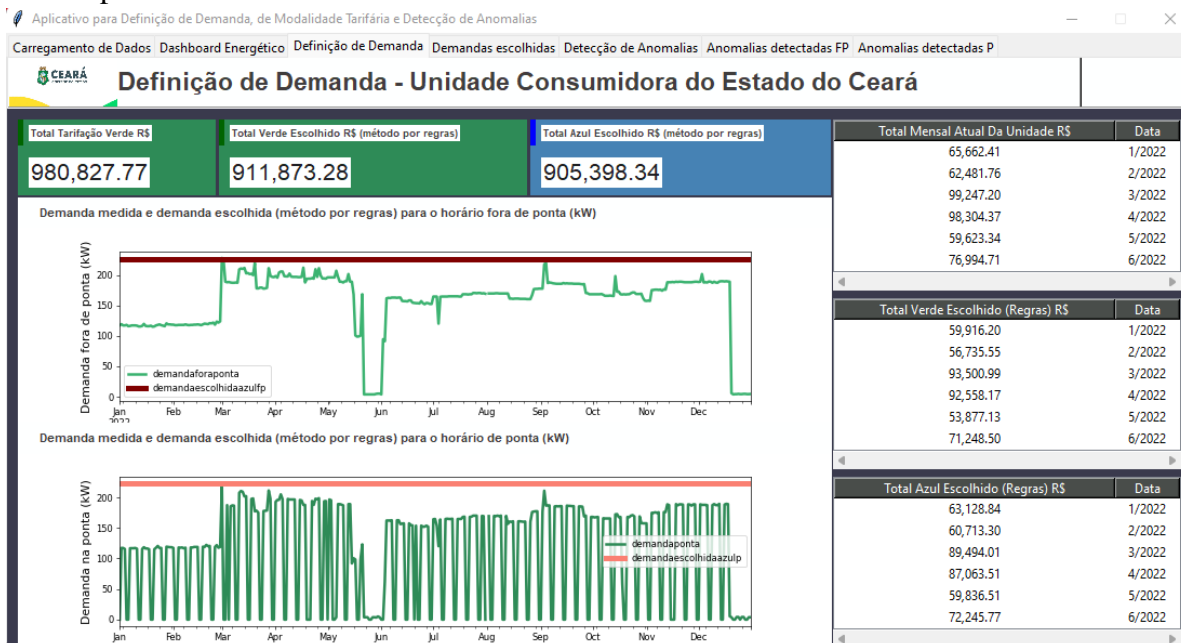 Aplicativo para Definição de Demanda, de Modalidade Tarifária e Detecção de Anomalias
Carregamento de Dados Dashboard Energético Definição de Demanda Demandas escolhidas Detecção de Anomalias Anomalias detectadas FP Anomalias detectadas P
CEARÁ
Definição de Demanda - Unidade Consumidora do Estado do Ceará
Total Tarifação Verde R$
980,827.77
Total Verde Escolhido R$ (método por regras)
911,873.28
Total Azul Escolhido R$ (método por regras)
905,398.34
Demanda medida e demanda escolhida (método por regras) para o horário fora de ponta (kW)
Demanda fora de ponta (kW)
200
150
100
50
0
demandaforaponta
demandaescolhidaazulfp
Jan Feb Mar Apr May Jun Jul Aug Sep Oct Nov Dec
2022
Demanda medida e demanda escolhida (método por regras) para o horário de ponta (kW)
Demanda na ponta (kW)
200
150
100
50
0
demandaponta
demandaescolhidaazulp
Jan Feb Mar Apr May Jun Jul Aug Sep Oct Nov Dec
Total Mensal Atual Da Unidade R$ Data
65,662.41 1/2022
62,481.76 2/2022
99,247.20 3/2022
98,304.37 4/2022
59,623.34 5/2022
76,994.71 6/2022
Total Verde Escolhido (Regras) R$ Data
59,916.20 1/2022
56,735.55 2/2022
93,500.99 3/2022
92,558.17 4/2022
53,877.13 5/2022
71,248.50 6/2022
Total Azul Escolhido (Regras) R$ Data
63,128.84 1/2022
60,713.30 2/2022
89,494.01 3/2022
87,063.51 4/2022
59,836.51 5/2022
72,245.77 6/2022